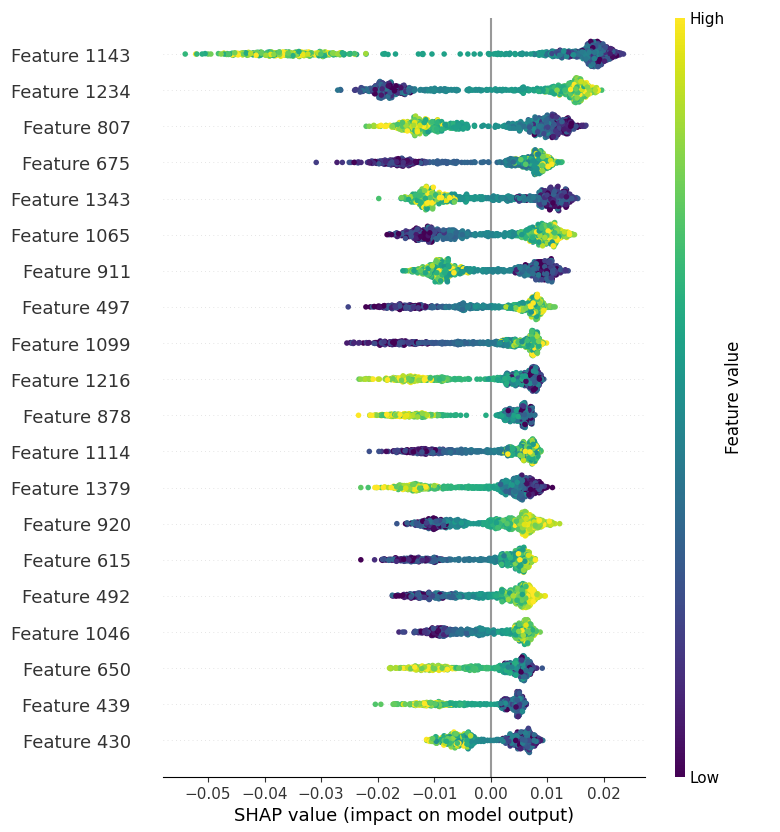 High
Feature 1143
Feature 1234
Feature 807
Feature 675
Feature 1343
Feature 1065
Feature 911
Feature 497
Feature 1099
Feature 1216
Feature 878
Feature 1114
Feature 1379
Feature 920
Feature 615
Feature 492
Feature 1046
Feature 650
Feature 439
Feature 430
Feature value
Low
−0.05 −0.04 −0.03 −0.02 −0.01 0.00 0.01 0.02
SHAP value (impact on model output)